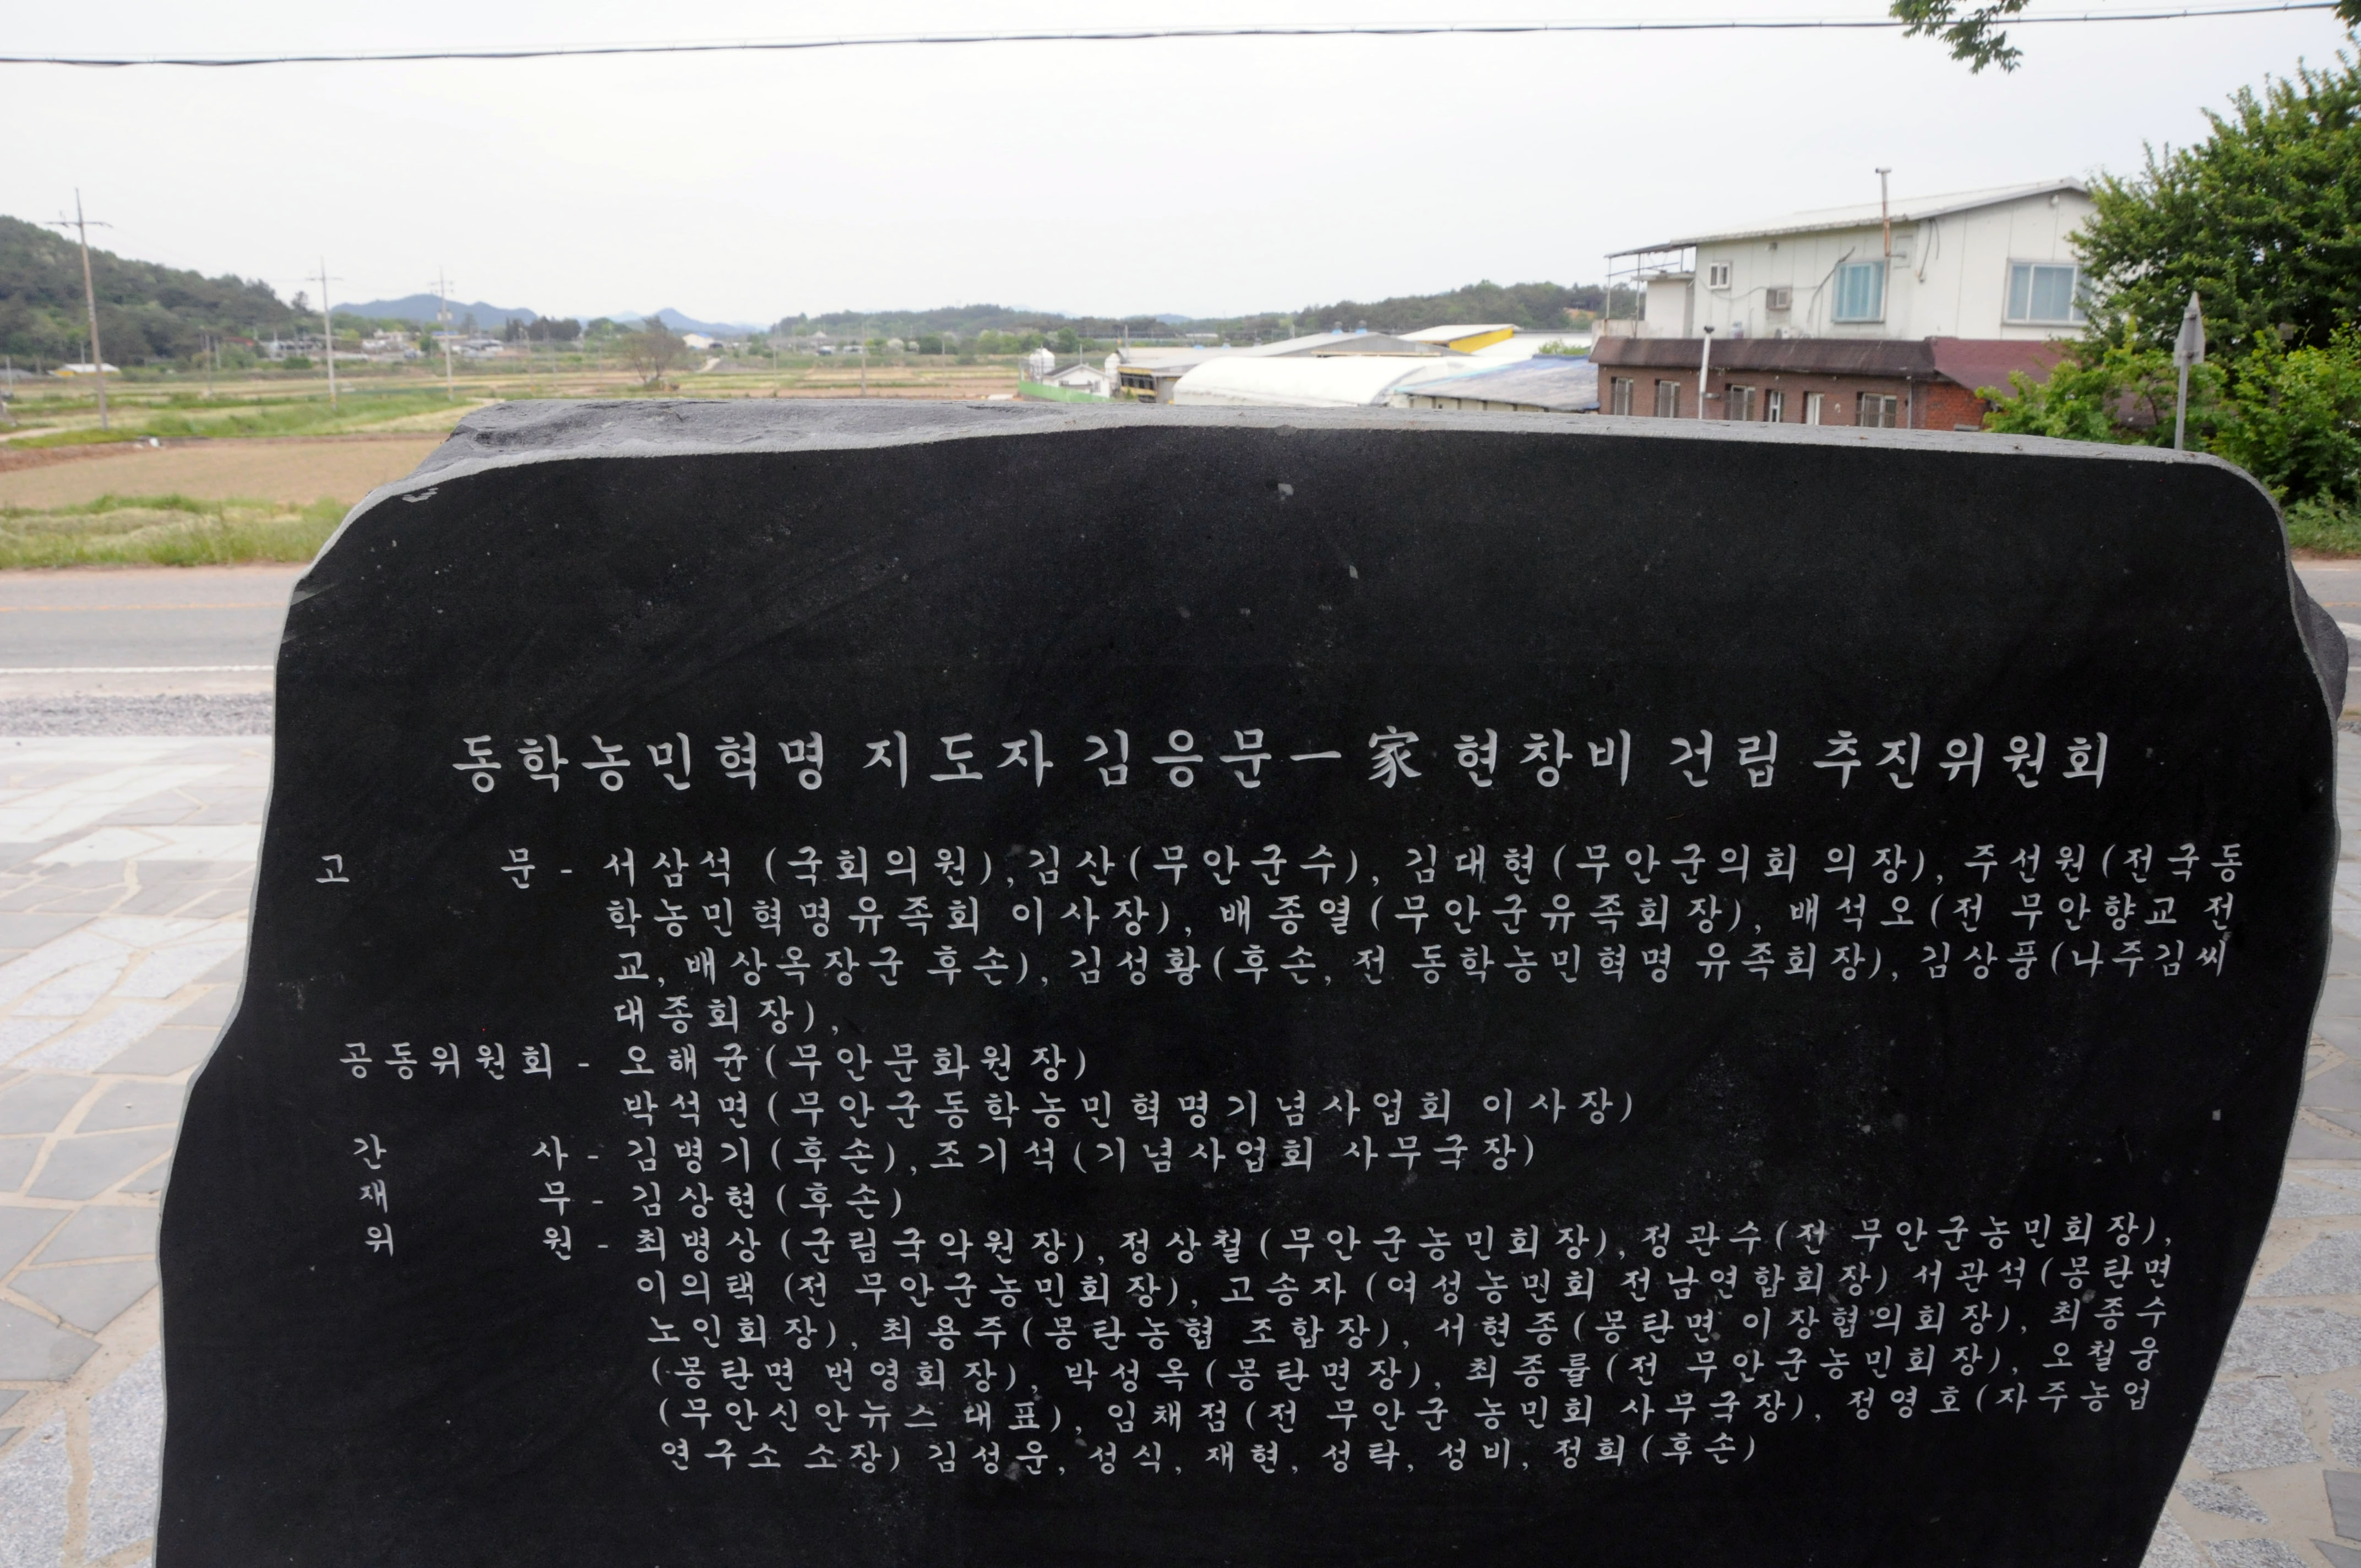 동학농민혁명 지도자 김응문一家 현창비 건립 추진위원회
고 문 - 서삼석 (국회의원), 김산(무안군수), 김대현(무안군의회 의장), 주선원(전국동
학농민혁명유족회 이사장), 배종열(무안군유족회장), 배석오(전 무안향교 전
교, 배상옥장군 후손), 김성황(후손, 전 동학농민혁명 유족회장), 김상풍(나주김씨
대종회장),
공동위원회 - 오해균(무안문화원장)
박석면(무안군동학농민혁명기념사업회 이사장)
간 사 - 김병기(후손), 조기석(기념사업회 사무국장)
재 무 - 김상현(후손)
위 원 - 최병상(군립국악원장), 정상철(무안군농민회장), 정관수(전 무안군농민회장),
이의택 (전 무안군농민회장), 고송자(여성농민회 전남연합회장) 서관석(몽탄면
노인회장), 최용주(몽탄농협 조합장), 서현종(몽탄면 이장협의회장), 최종수
(몽탄면 번영회장), 박성옥(몽탄면장), 최종률(전 무안군농민회장), 오철웅
(무안신안뉴스 대표), 임채점(전 무안군 농민회 사무국장), 정영호(자주농업
연구소 소장) 김성운, 성식, 재현, 성탁, 성비, 정희(후손)